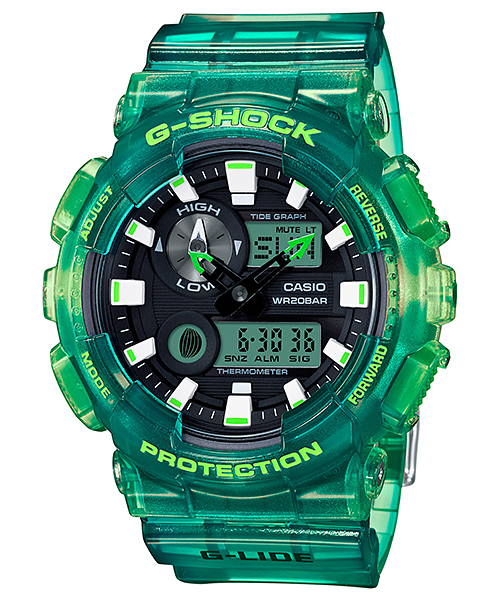 G-SHOCK
ADJUST
REVERSE
HIGH
TIDE GRAPH
MUTE LT
SUN
LOW
CASIO
WR20BAR
6:30 36
SNZ ALM SIG
THERMOMETER
MODE
FORWARD
PROTECTION
G-LIDE